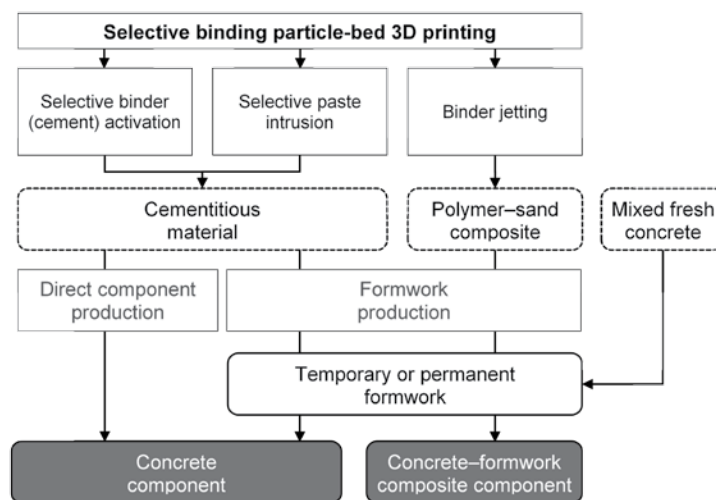 Selective binding particle-bed 3D printing
Selective binder
(cement) activation
Selective paste
intrusion
Binder jetting
Cementitious
material
Polymer–sand
composite
Mixed fresh
concrete
Direct component
production
Formwork
production
Temporary or permanent
formwork
Concrete
component
Concrete–formwork
composite component